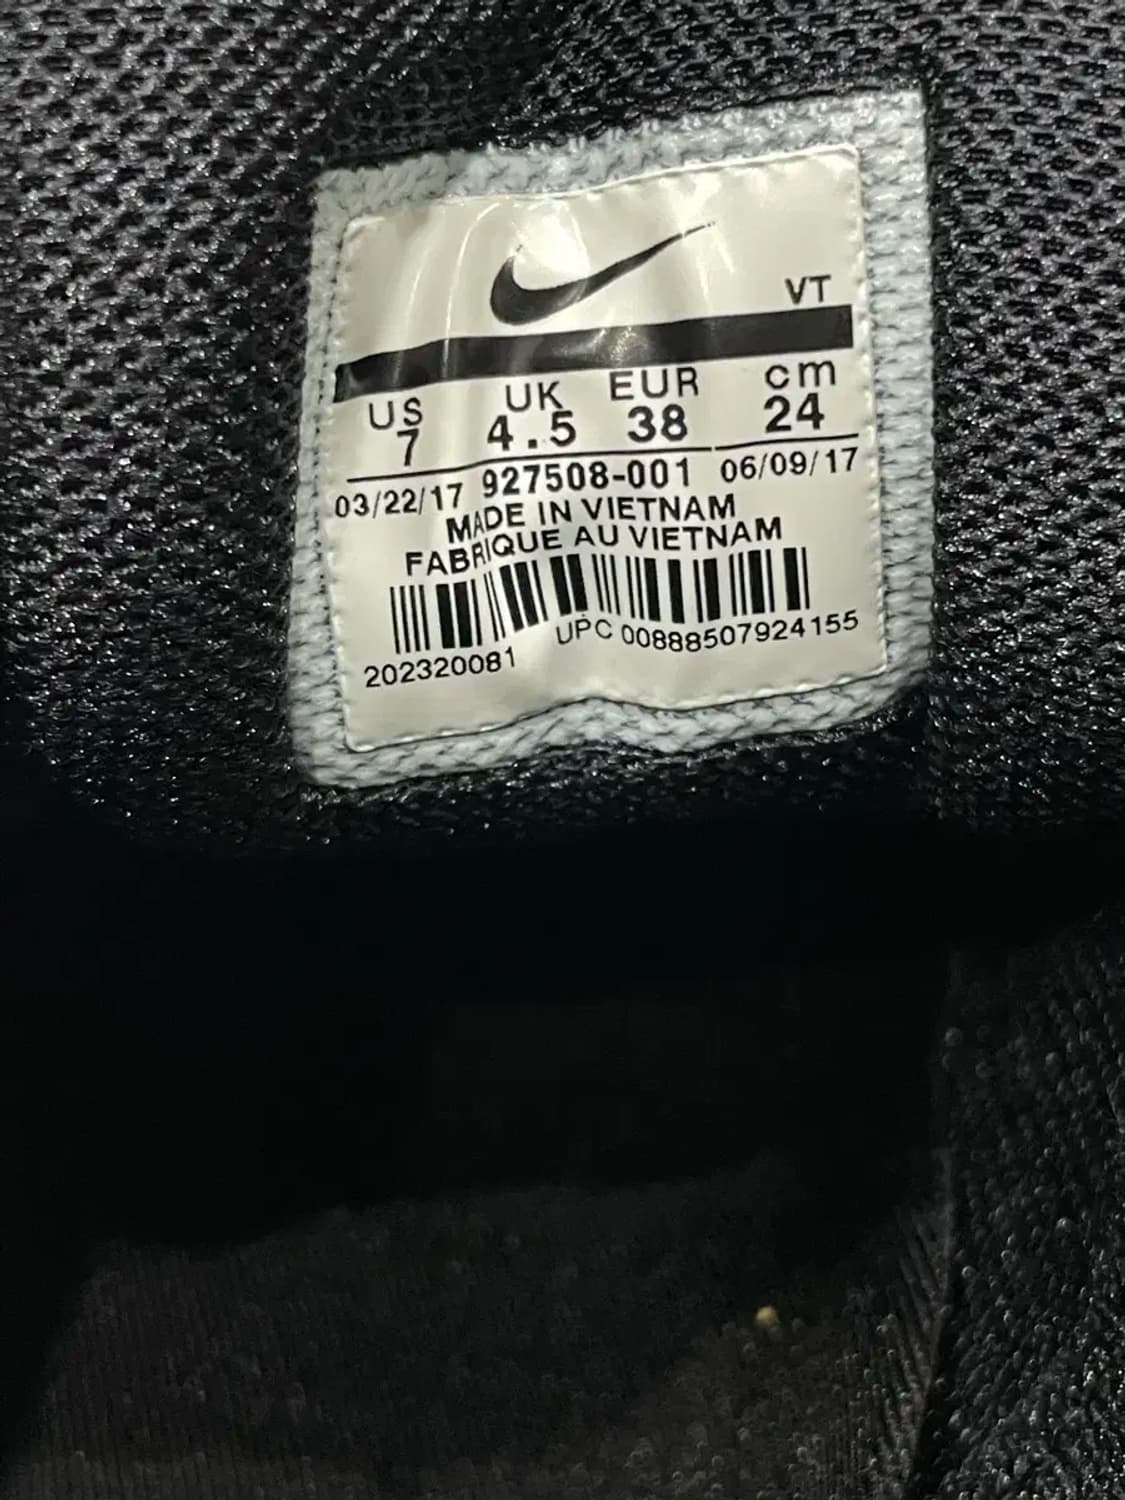 VT
US UK EUR cm
7 4.5 38 24
03/22/17 927508-001 06/09/17
MADE IN VIETNAM
FABRIQUE AU VIETNAM
202320081 UPC 00888507924155